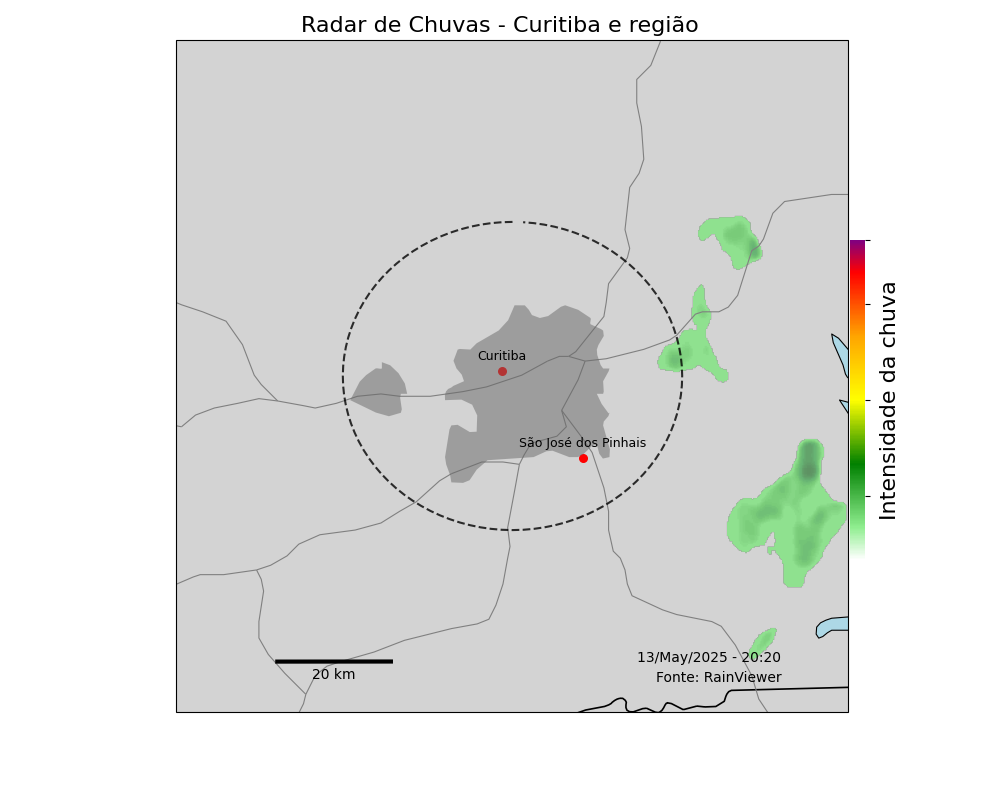 Radar de Chuvas - Curitiba e região
Curitiba
São José dos Pinhais
Intensidade da chuva
13/May/2025 - 20:20
20 km
Fonte: RainViewer